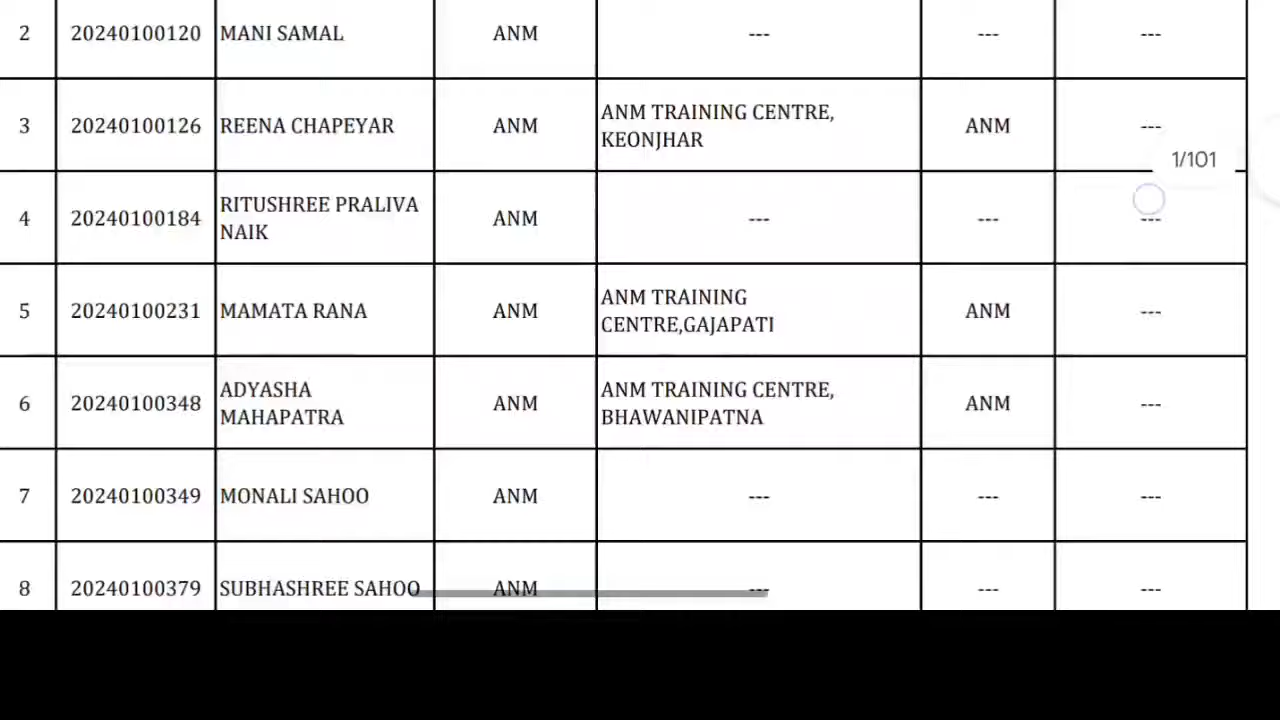 2 20240100120 MANI SAMAL ANM --- --- ---
3 20240100126 REENA CHAPEYAR ANM ANM TRAINING CENTRE, KEONJHAR ANM ---
1/101
4 20240100184 RITUSHREE PRALIVA NAIK ANM --- --- ---
5 20240100231 MAMATA RANA ANM ANM TRAINING CENTRE,GAJAPATI ANM ---
6 20240100348 ADYASHA MAHAPATRA ANM ANM TRAINING CENTRE, BHAWANIPATNA ANM ---
7 20240100349 MONALI SAHOO ANM --- --- ---
8 20240100379 SUBHASHREE SAHOO ANM --- --- ---